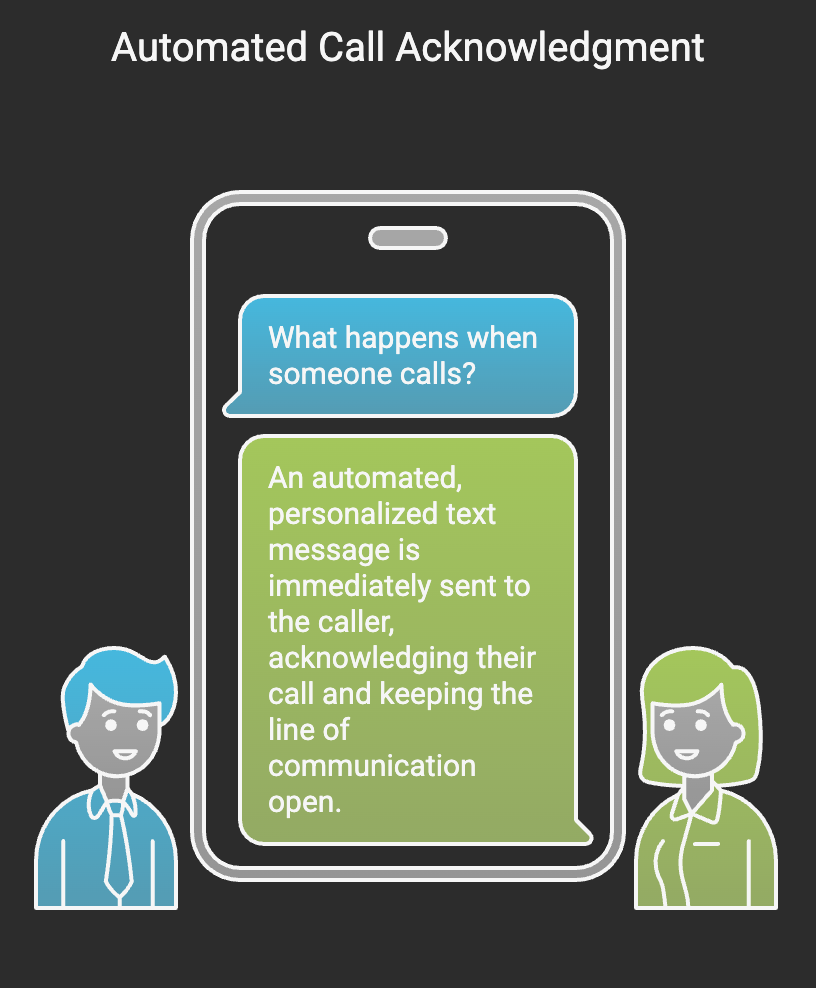 Automated Call Acknowledgment
What happens when
someone calls?
An automated,
personalized text
message is
immediately sent to
the caller,
acknowledging their
call and keeping the
line of
communication
open.